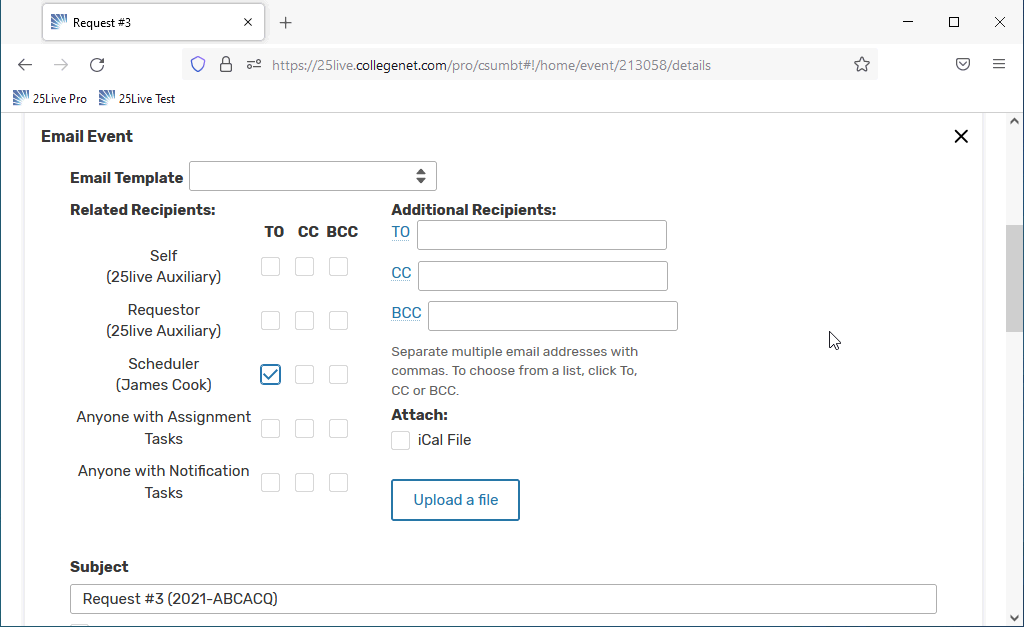 Request #3
https://25live.collegenet.com/pro/csumbt#!/home/event/213058/details
25Live Pro 25Live Test
Email Event
Email Template
Related Recipients:
TO CC BCC
Self
(25live Auxiliary)
Requestor
(25live Auxiliary)
Scheduler
(James Cook)
Anyone with Assignment
Tasks
Anyone with Notification
Tasks
Additional Recipients:
TO
CC
BCC
Separate multiple email addresses with
commas. To choose from a list, click To,
CC or BCC.
Attach:
iCal File
Upload a file
Subject
Request #3 (2021-ABCACQ)